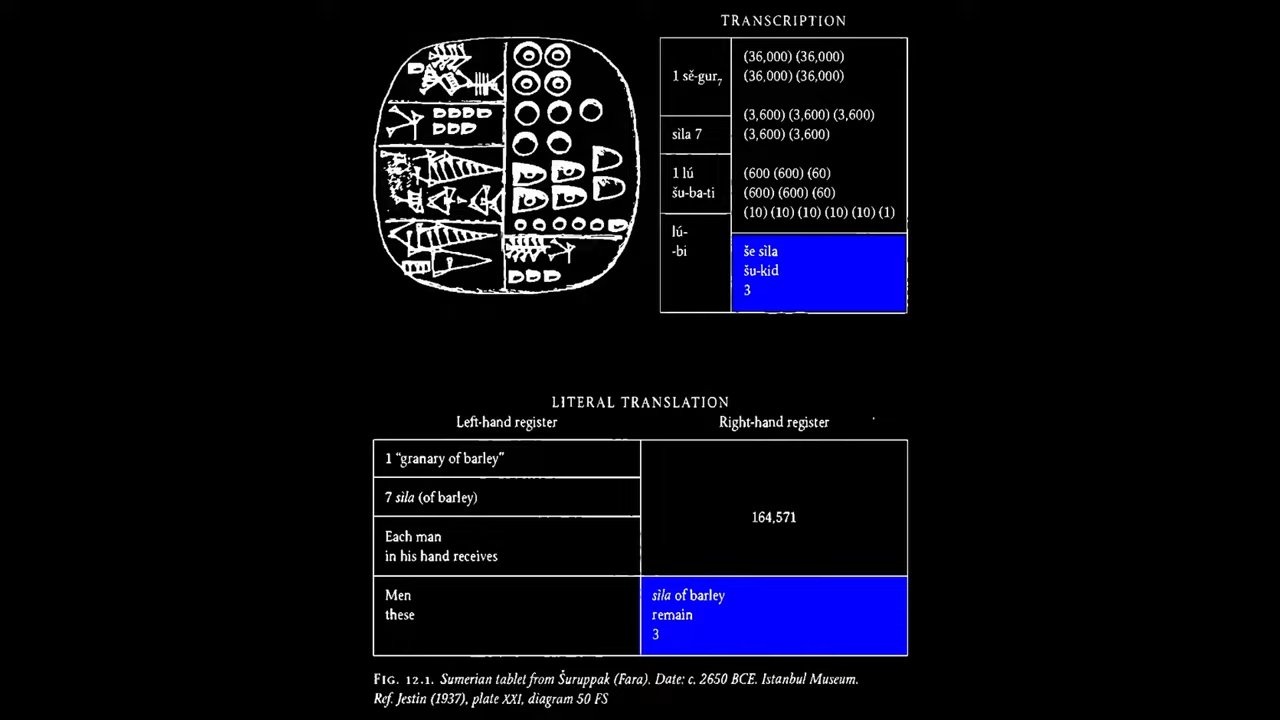 TRANSCRIPTION
1 sě-gur₇
(36,000) (36,000)
(36,000) (36,000)
(3,600) (3,600) (3,600)
sila 7
(3,600) (3,600)
1 lú
šu-ba-ti
(600 (600) (60)
(600) (600) (60)
(10) (10) (10) (10) (10) (1)
lú-
-bi
še sìla
šu-kid
3
LITERAL TRANSLATION
Left-hand register
Right-hand register
1 “granary of barley”
7 sìla (of barley)
Each man
in his hand receives
164,571
Men
these
sìla of barley
remain
3
FIG. 12.1. Sumerian tablet from Šuruppak (Fara). Date: c. 2650 BCE. Istanbul Museum.
Ref. Jestin (1937), plate XXI, diagram 50 FS